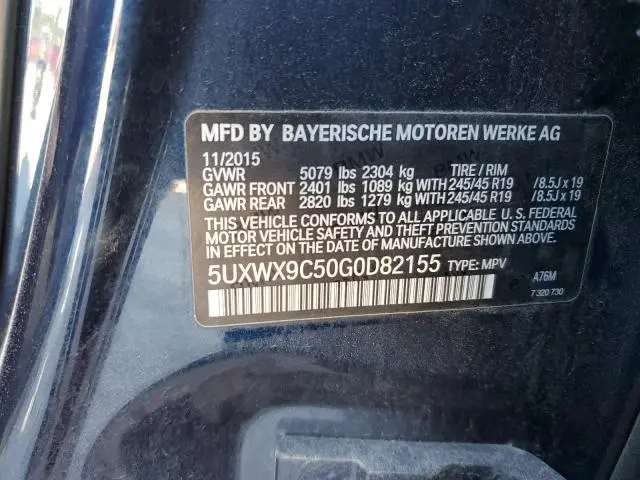 MFD BY BAYERISCHE MOTOREN WERKE AG
11/2015 TIRE / RIM
GVWR 5079 lbs 2304 kg
GAWR FRONT 2401 lbs 1089 kg WITH 245/45 R19 / 8.5J x 19
GAWR REAR 2820 lbs 1279 kg WITH 245/45 R19 / 8.5J x 19
THIS VEHICLE CONFORMS TO ALL APPLICABLE U. S. FEDERAL
MOTOR VEHICLE SAFETY AND THEFT PREVENTION STANDARDS
IN EFFECT ON THE DATE OF MANUFACTURE SHOWN ABOVE.
5UXWX9C50G0D82155 TYPE: MPV
A76M
7 320 730